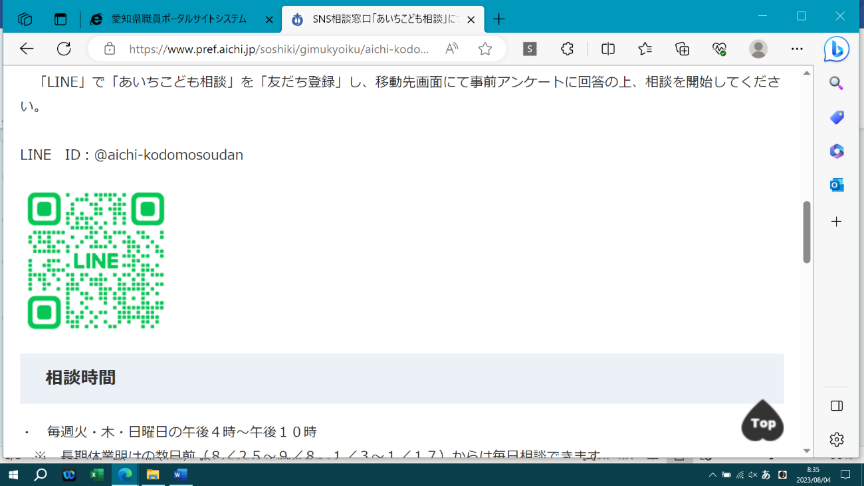 愛知県職員ポータルサイトシステム
SNS相談窓口「あいちこども相談」に
https://www.pref.aichi.jp/soshiki/gimukyoiku/aichi-kodo...
「LINE」で「あいちこども相談」を「友だち登録」し、移動先画面にて事前アンケートに回答の上、相談を開始してくださ
い。
LINE ID：@aichi-kodomosoudan
LINE
相談時間
・ 毎週火・木・日曜日の午後４時～午後１０時
※ 長期休業明けの数日前（８／２５～９／８、１／３～１／１７）からは毎日相談できます。
Top
8:35
2023/08/04